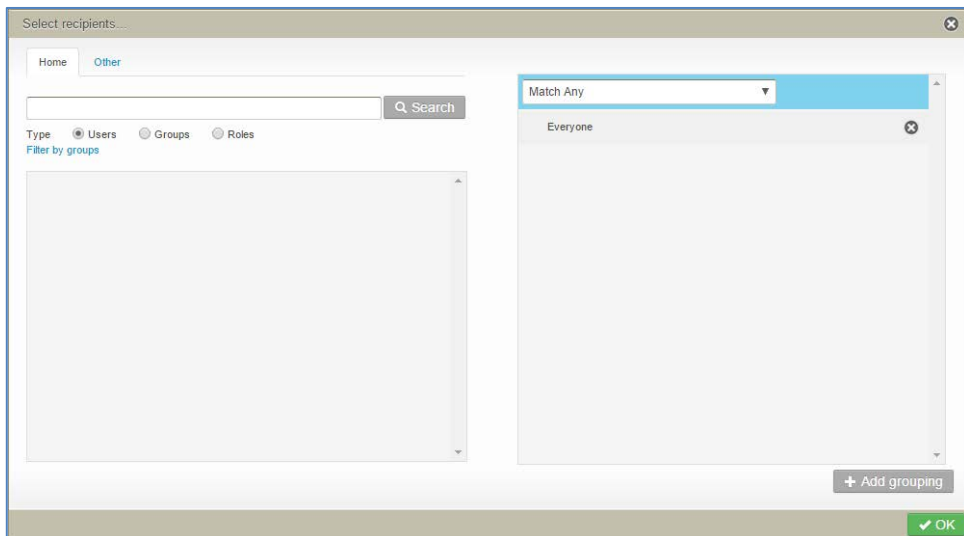 Select recipients...
Home Other
Search
Type Users Groups Roles
Filter by groups
Match Any
Everyone
Add grouping
OK